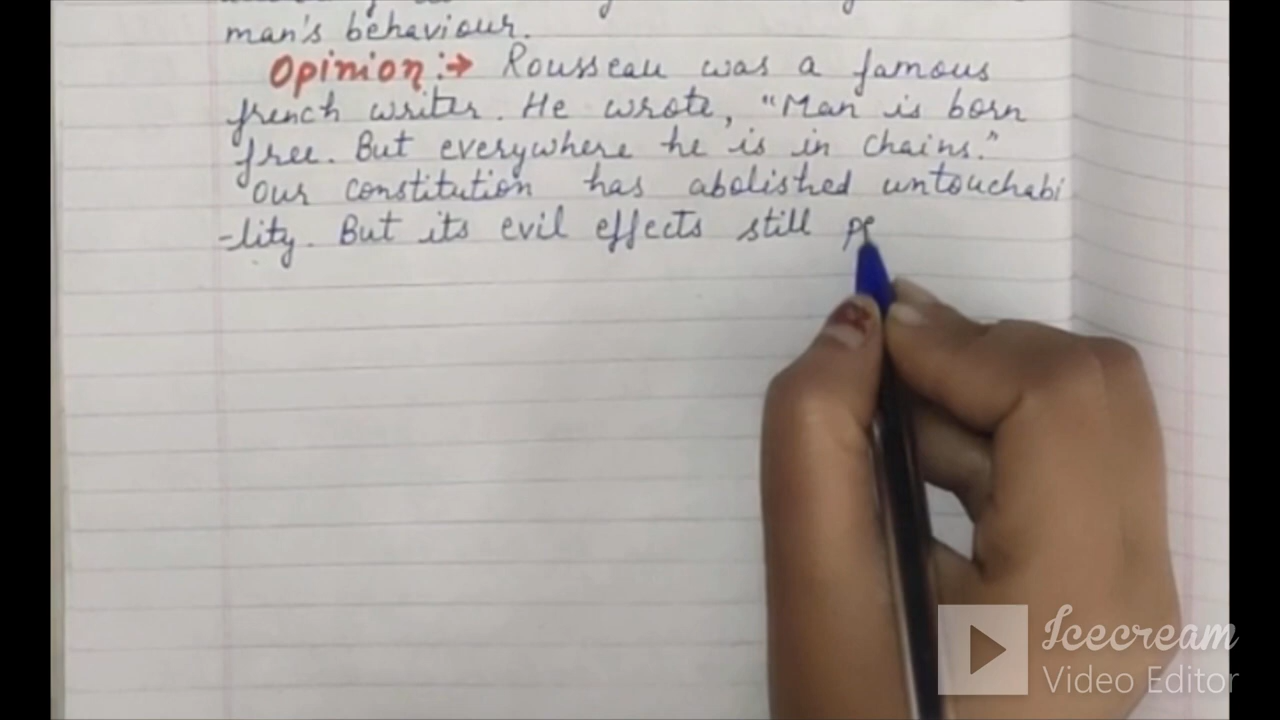 man's behaviour.
Opinion:→ Rousseau was a famous
french writer. He wrote, "Man is born
free. But everywhere he is in chains."
Our constitution has abolished untouchabi
-lity. But its evil effects still pe
Icecream
Video Editor